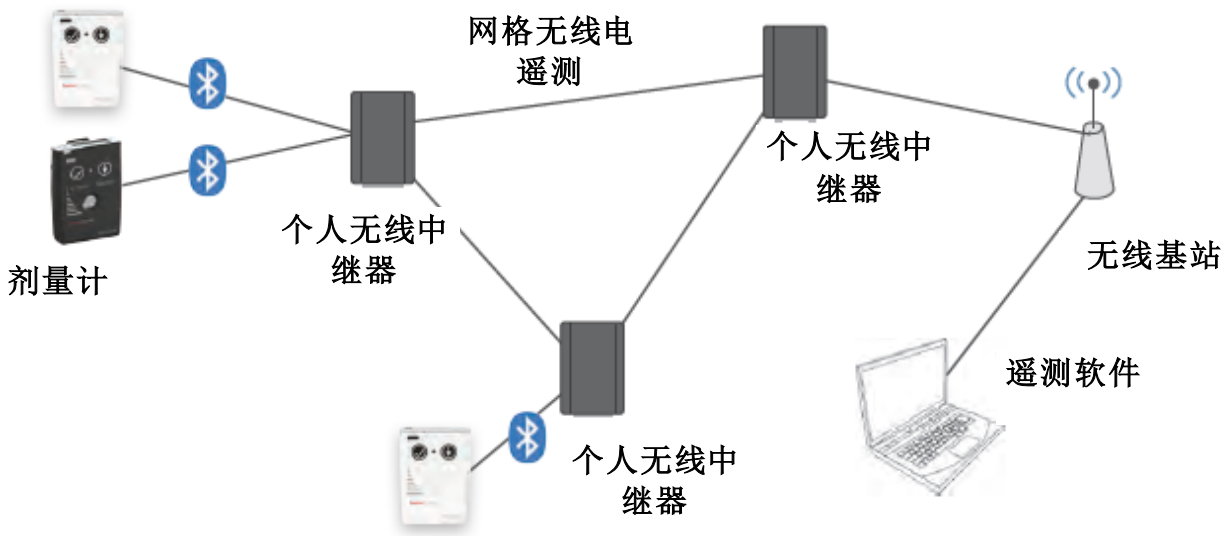 网格无线电
遥测
个人无线中
继器
个人无线中
继器
无线基站
剂量计
遥测软件
个人无线中
继器